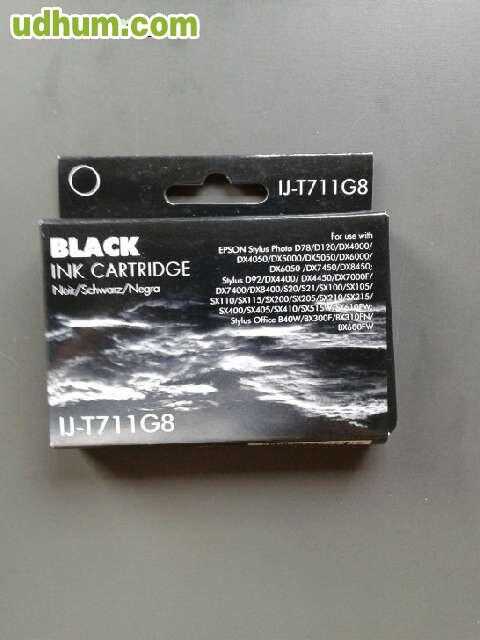 udhum.com
IJ-T711G8
BLACK
INK CARTRIDGE
Noir/Schwarz/Negra
For use with
EPSON Stylus Photo D78/D120/DX4000/
DX4050/DX5000/DX5050/DX6000/
DX6050 /DX7450/DX8450;
Stylus D92/DX4400/ DX4450/DX7000F/
DX7400/DX8400/S20/S21/SX100/SX105/
SX110/SX115/SX200/SX205/SX210/SX215/
SX400/SX405/SX410/SX515W/SX610FW;
Stylus Office B40W/BX300F/BX310FN/
BX600FW
IJ-T711G8